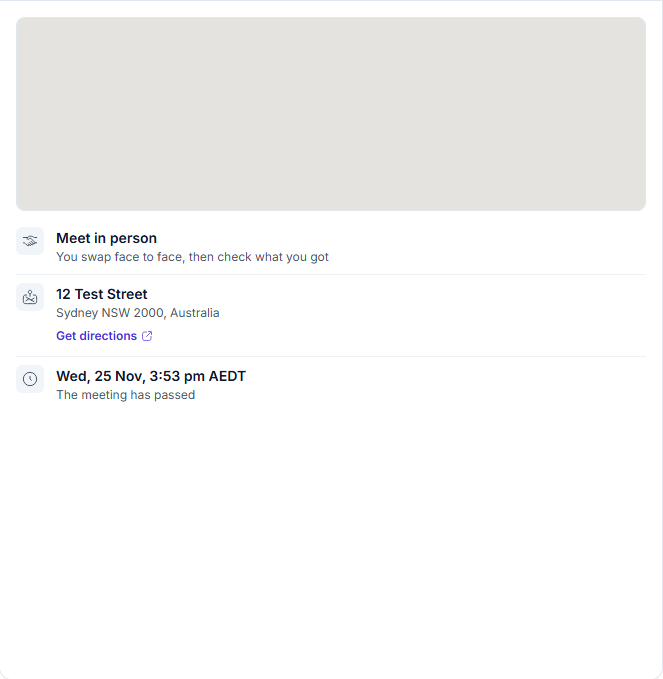 Meet in person
You swap face to face, then check what you got
12 Test Street
Sydney NSW 2000, Australia
Get directions
Wed, 25 Nov, 3:53 pm AEDT
The meeting has passed